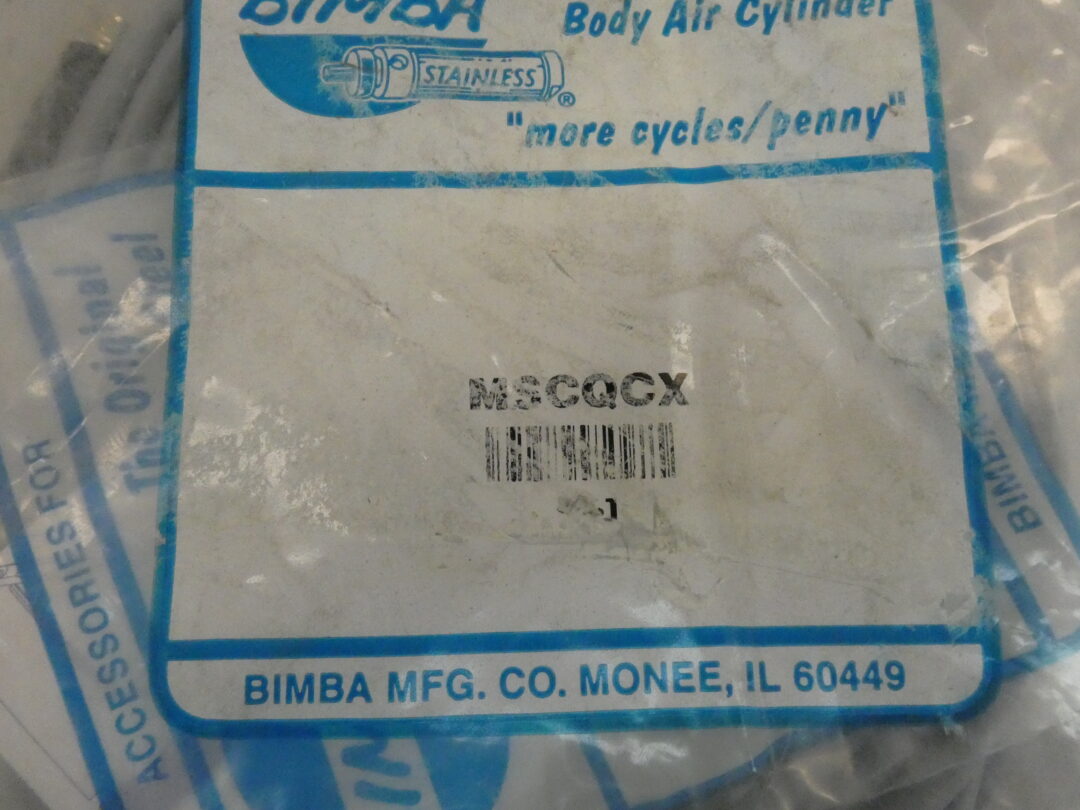 BIMBA
Body Air Cylinder
STAINLESS
®
"more cycles/penny"
MSCQCX
BIMBA MFG. CO. MONEE, IL 60449
ACCESSORIES FOR
The Original
BIMBA